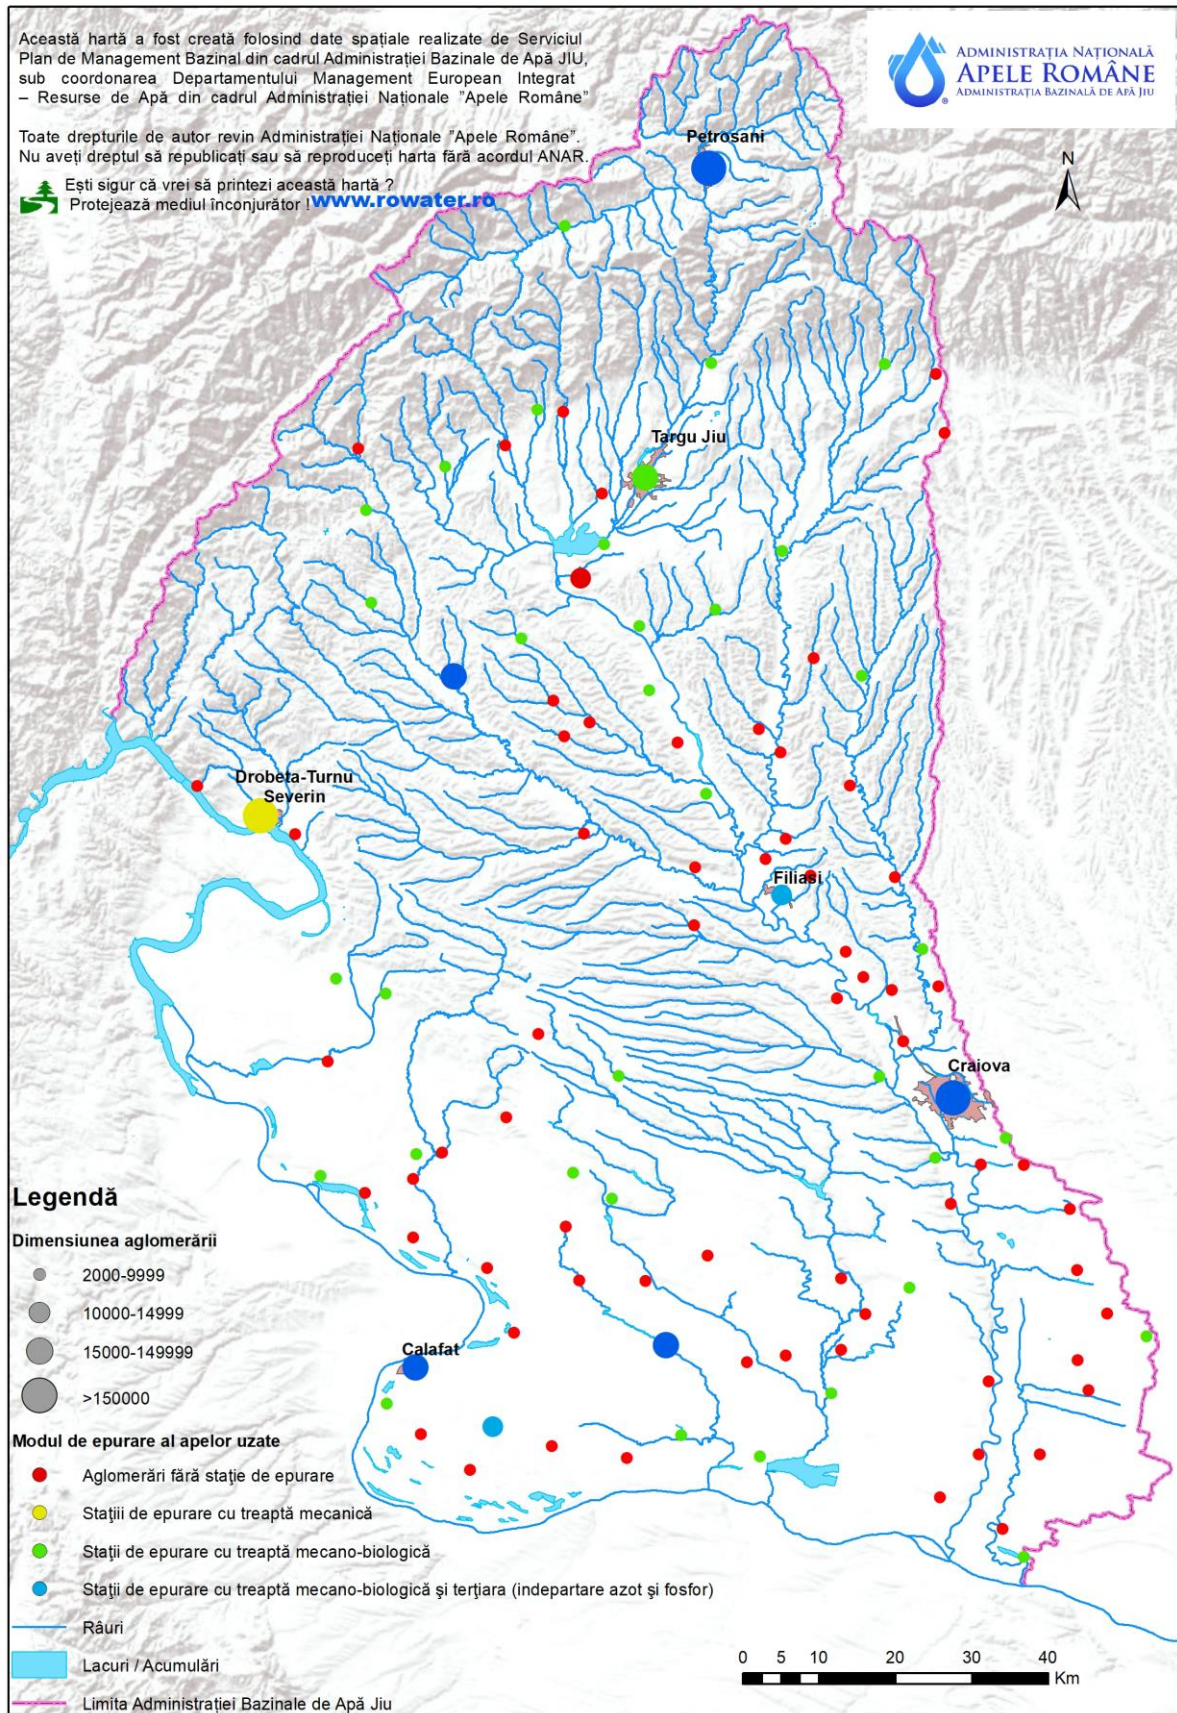 Această hartă a fost creată folosind date spațiale realizate de Serviciul
Plan de Management Bazinal din cadrul Administrației Bazinale de Apă JIU,
sub coordonarea Departamentului Management European Integrat
– Resurse de Apă din cadrul Administrației Naționale "Apele Române"
Toate drepturile de autor revin Administrației Naționale "Apele Române".
Nu aveți dreptul să republicați sau să reproduceți harta fără acordul ANAR.
Ești sigur că vrei să printezi această hartă ?
Protejează mediul înconjurător ! www.rowater.ro
ADMINISTRAȚIA NAȚIONALĂ
APELE ROMÂNE
ADMINISTRAȚIA BAZINALĂ DE APĂ JIU
N
Petrosani
Targu Jiu
Drobeta-Turnu
Severin
Filiasi
Craiova
Calafat
Legendă
Dimensiunea aglomerării
2000-9999
10000-14999
15000-149999
>150000
Modul de epurare al apelor uzate
Aglomerări fără stație de epurare
Stațiii de epurare cu treaptă mecanică
Stații de epurare cu treaptă mecano-biologică
Stații de epurare cu treaptă mecano-biologică și terțiara (indepartare azot și fosfor)
Râuri
Lacuri / Acumulări
Limita Administrației Bazinale de Apă Jiu
0 5 10 20 30 40
Km